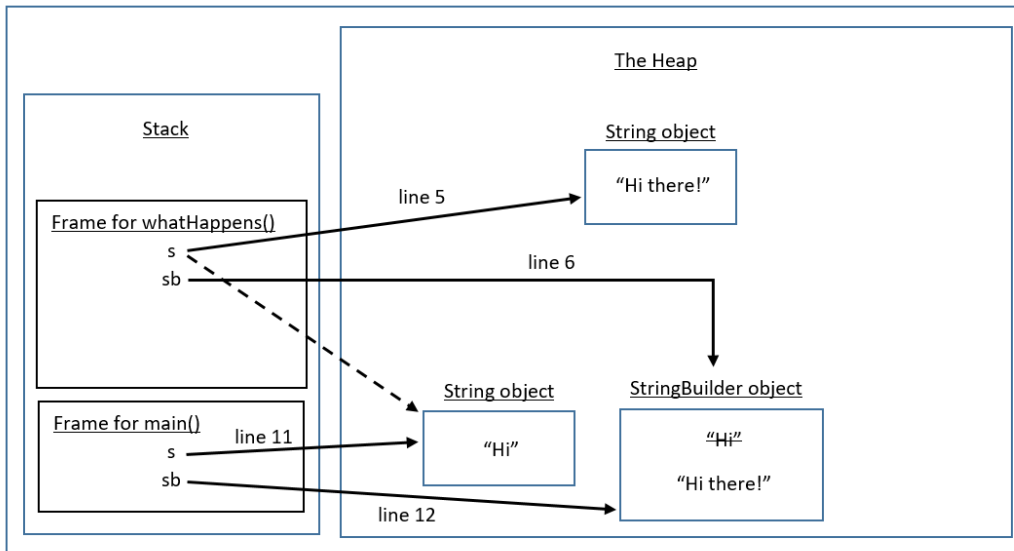 The Heap
Stack
String object
“Hi there!”
line 5
Frame for whatHappens()
s
sb
line 6
String object
“Hi”
StringBuilder object
“Hi”
“Hi there!”
Frame for main()
s
sb
line 11
line 12